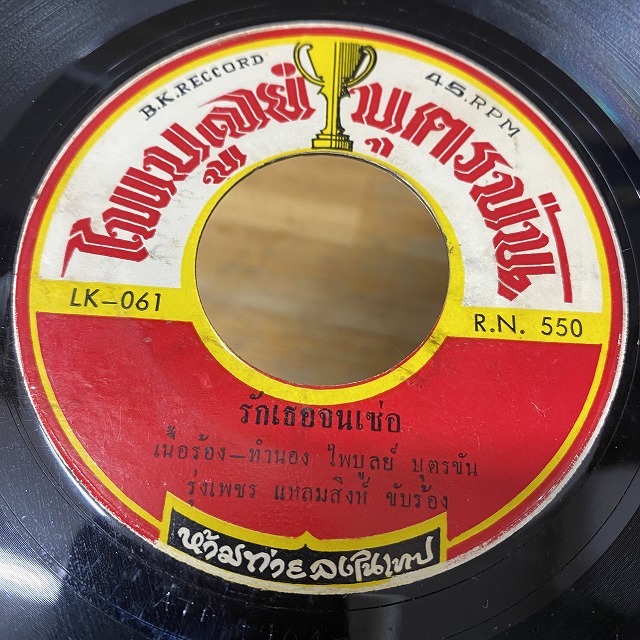 B.K. RECCORD
45. RPM
ไพบูลย์ บุตรขัน
LK-061
R.N. 550
รักเธอจนเซ่อ
เนื้อร้อง-ทำนอง ไพบูลย์ บุตรขัน
รุ่งเพชร แหลมสิงห์ ขับร้อง
ห้ามถ่ายลงในเทป